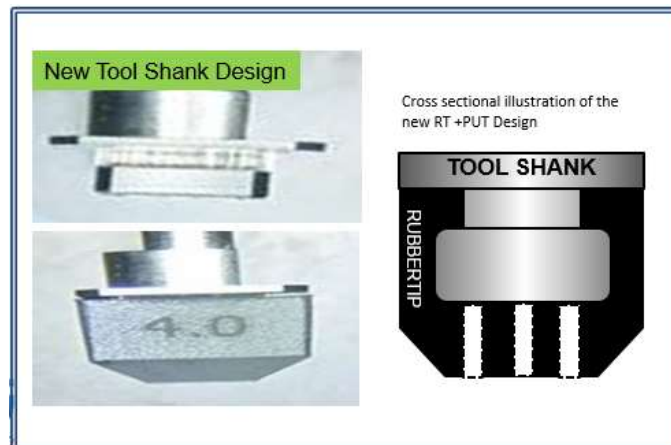 New Tool Shank Design
Cross sectional illustration of the
new RT +PUT Design
TOOL SHANK
RUBBERTIP
4.0